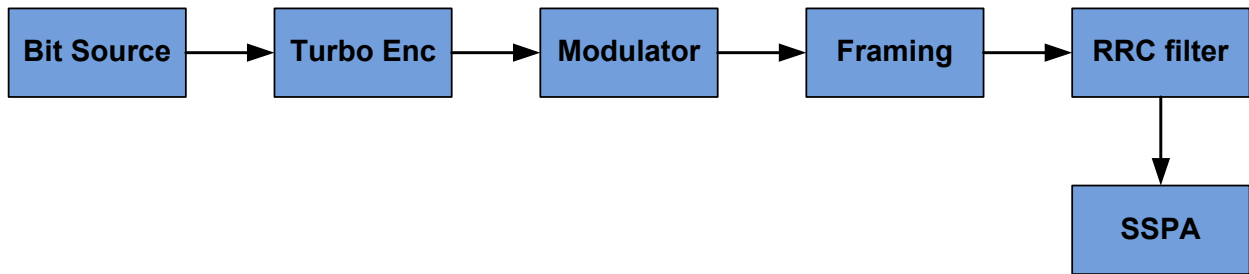 Bit Source
Turbo Enc
Modulator
Framing
RRC filter
SSPA